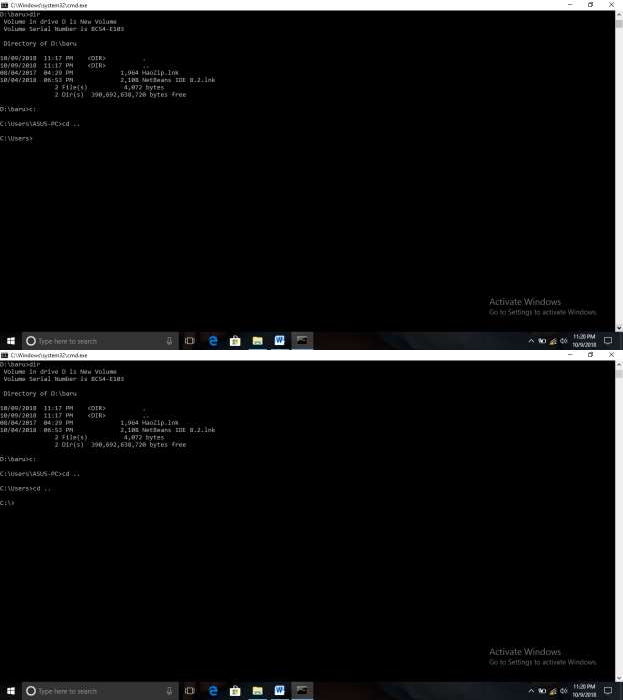 C:\Windows\system32\cmd.exe
D:\baru>dir
Volume in drive D is New Volume
Volume Serial Number is BC54-E103
Directory of D:\baru
10/09/2018 11:17 PM <DIR> .
10/09/2018 11:17 PM <DIR> ..
08/04/2017 04:29 PM 1,964 HaoZip.lnk
10/04/2018 06:53 PM 2,108 NetBeans IDE 8.2.lnk
2 File(s) 4,072 bytes
2 Dir(s) 390,692,638,720 bytes free
D:\baru>c:
C:\Users\ASUS-PC>cd ..
C:\Users>
Activate Windows
Go to Settings to activate Windows.
Type here to search
11:20 PM
10/9/2018
C:\Windows\system32\cmd.exe
D:\baru>dir
Volume in drive D is New Volume
Volume Serial Number is BC54-E103
Directory of D:\baru
10/09/2018 11:17 PM <DIR> .
10/09/2018 11:17 PM <DIR> ..
08/04/2017 04:29 PM 1,964 HaoZip.lnk
10/04/2018 06:53 PM 2,108 NetBeans IDE 8.2.lnk
2 File(s) 4,072 bytes
2 Dir(s) 390,692,638,720 bytes free
D:\baru>c:
C:\Users\ASUS-PC>cd ..
C:\Users>cd ..
C:\>
Activate Windows
Go to Settings to activate Windows.
Type here to search
11:20 PM
10/9/2018